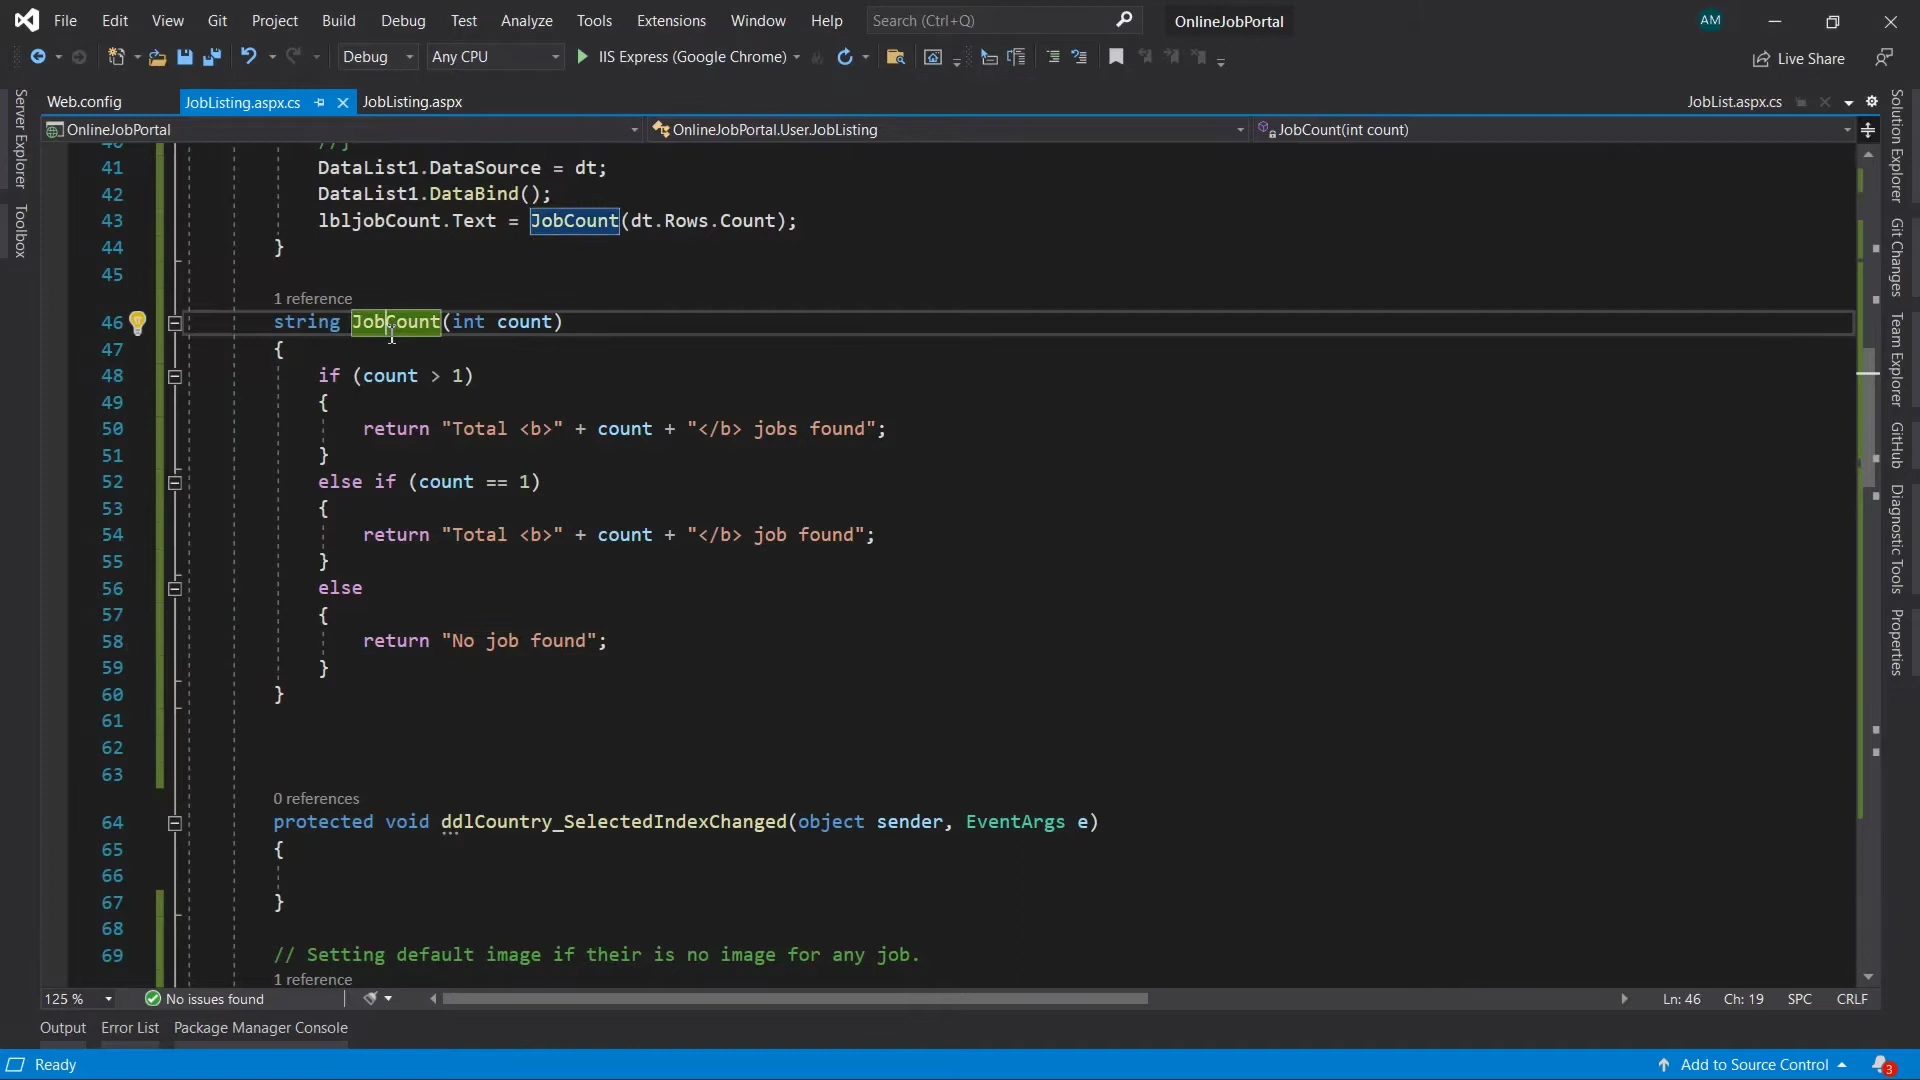 File Edit View Git Project Build Debug Test Analyze Tools Extensions Window Help Search (Ctrl+Q) OnlineJobPortal AM
Debug Any CPU IIS Express (Google Chrome) Live Share
Web.config JobListing.aspx.cs JobListing.aspx JobList.aspx.cs
OnlineJobPortal OnlineJobPortal.User.JobListing JobCount(int count)
Server Explorer
Toolbox
Solution Explorer
Git Changes
Team Explorer
GitHub
Diagnostic Tools
Properties
41 DataList1.DataSource = dt;
42 DataList1.DataBind();
43 lbljobCount.Text = JobCount(dt.Rows.Count);
44 }
45
1 reference
46 string JobCount(int count)
47 {
48 if (count > 1)
49 {
50 return "Total <b>" + count + "</b> jobs found";
51 }
52 else if (count == 1)
53 {
54 return "Total <b>" + count + "</b> job found";
55 }
56 else
57 {
58 return "No job found";
59 }
60 }
61
62
63
0 references
64 protected void ddlCountry_SelectedIndexChanged(object sender, EventArgs e)
65 {
66
67 }
68
69 // Setting default image if their is no image for any job.
1 reference
125 % No issues found Ln: 46 Ch: 19 SPC CRLF
Output Error List Package Manager Console
Ready Add to Source Control 3